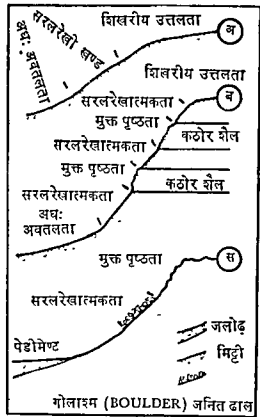 शिखरीय उत्तलता
अ
सरलरेखी खण्ड
अधः अवतलता
शिखरीय उत्तलता
ब
सरलरेखात्मकता
मुक्त पृष्ठता
कठोर शैल
सरलरेखात्मकता
मुक्त पृष्ठता
कठोर शैल
सरलरेखात्मकता
अधः
अवतलता
मुक्त पृष्ठता
स
सरलरेखात्मकता
जलोढ़
पेडीमेण्ट
मिट्टी
गोलाश्म (BOULDER) जनित ढाल